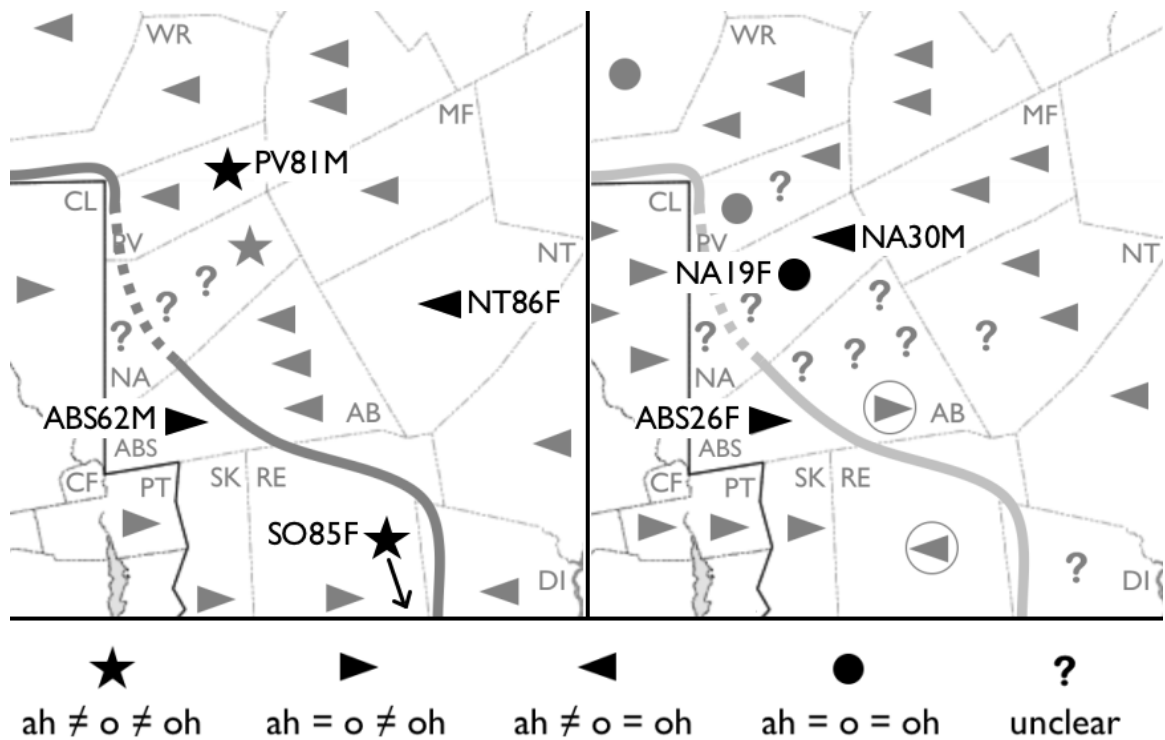 WR
MF
PV81M
CL
PV
NT
?
NT86F
?
?
NA
AB
ABS62M
ABS
CF
PT
SK
RE
SO85F
DI
WR
MF
?
CL
PV
NA30M
NT
NA19F
?
?
?
?
?
?
?
?
NA
AB
ABS26F
ABS
CF
PT
SK
RE
?
DI
?
ah ≠ o ≠ oh
ah = o ≠ oh
ah ≠ o = oh
ah = o = oh
unclear